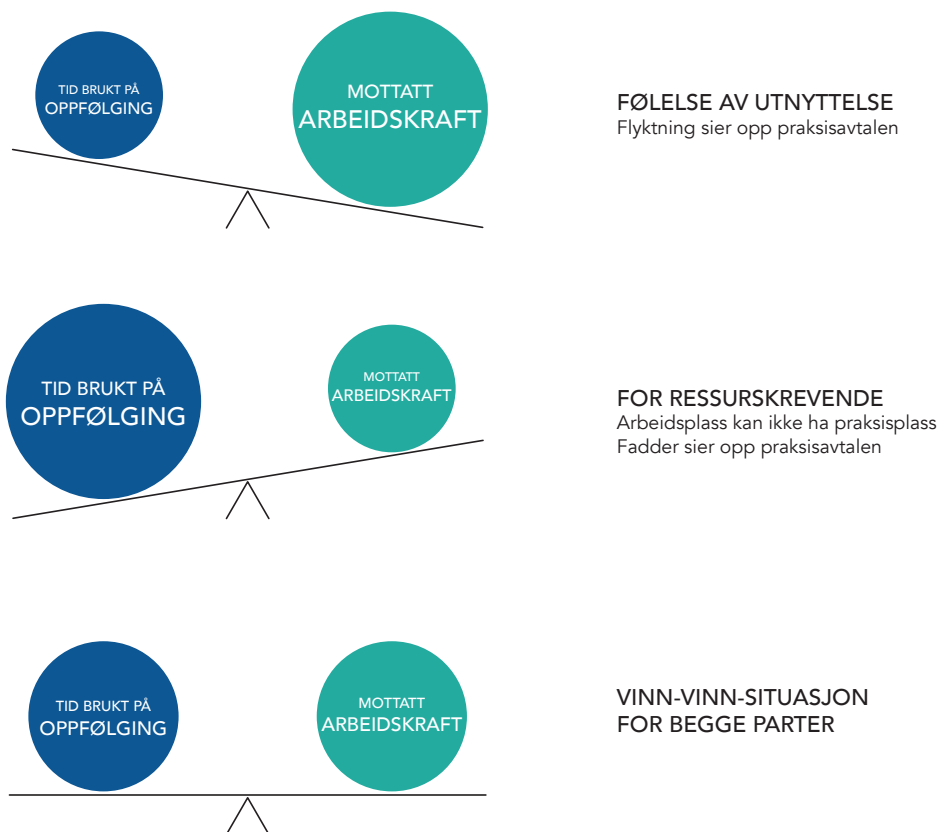 TID BRUKT PÅ
OPPFØLGING
MOTTATT
ARBEIDSKRAFT
FØLELSE AV UTNYTTELSE
Flyktning sier opp praksisavtalen
TID BRUKT PÅ
OPPFØLGING
MOTTATT
ARBEIDSKRAFT
FOR RESSURSKREVENDE
Arbeidsplass kan ikke ha praksisplass
Fadder sier opp praksisavtalen
TID BRUKT PÅ
OPPFØLGING
MOTTATT
ARBEIDSKRAFT
VINN-VINN-SITUASJON
FOR BEGGE PARTER